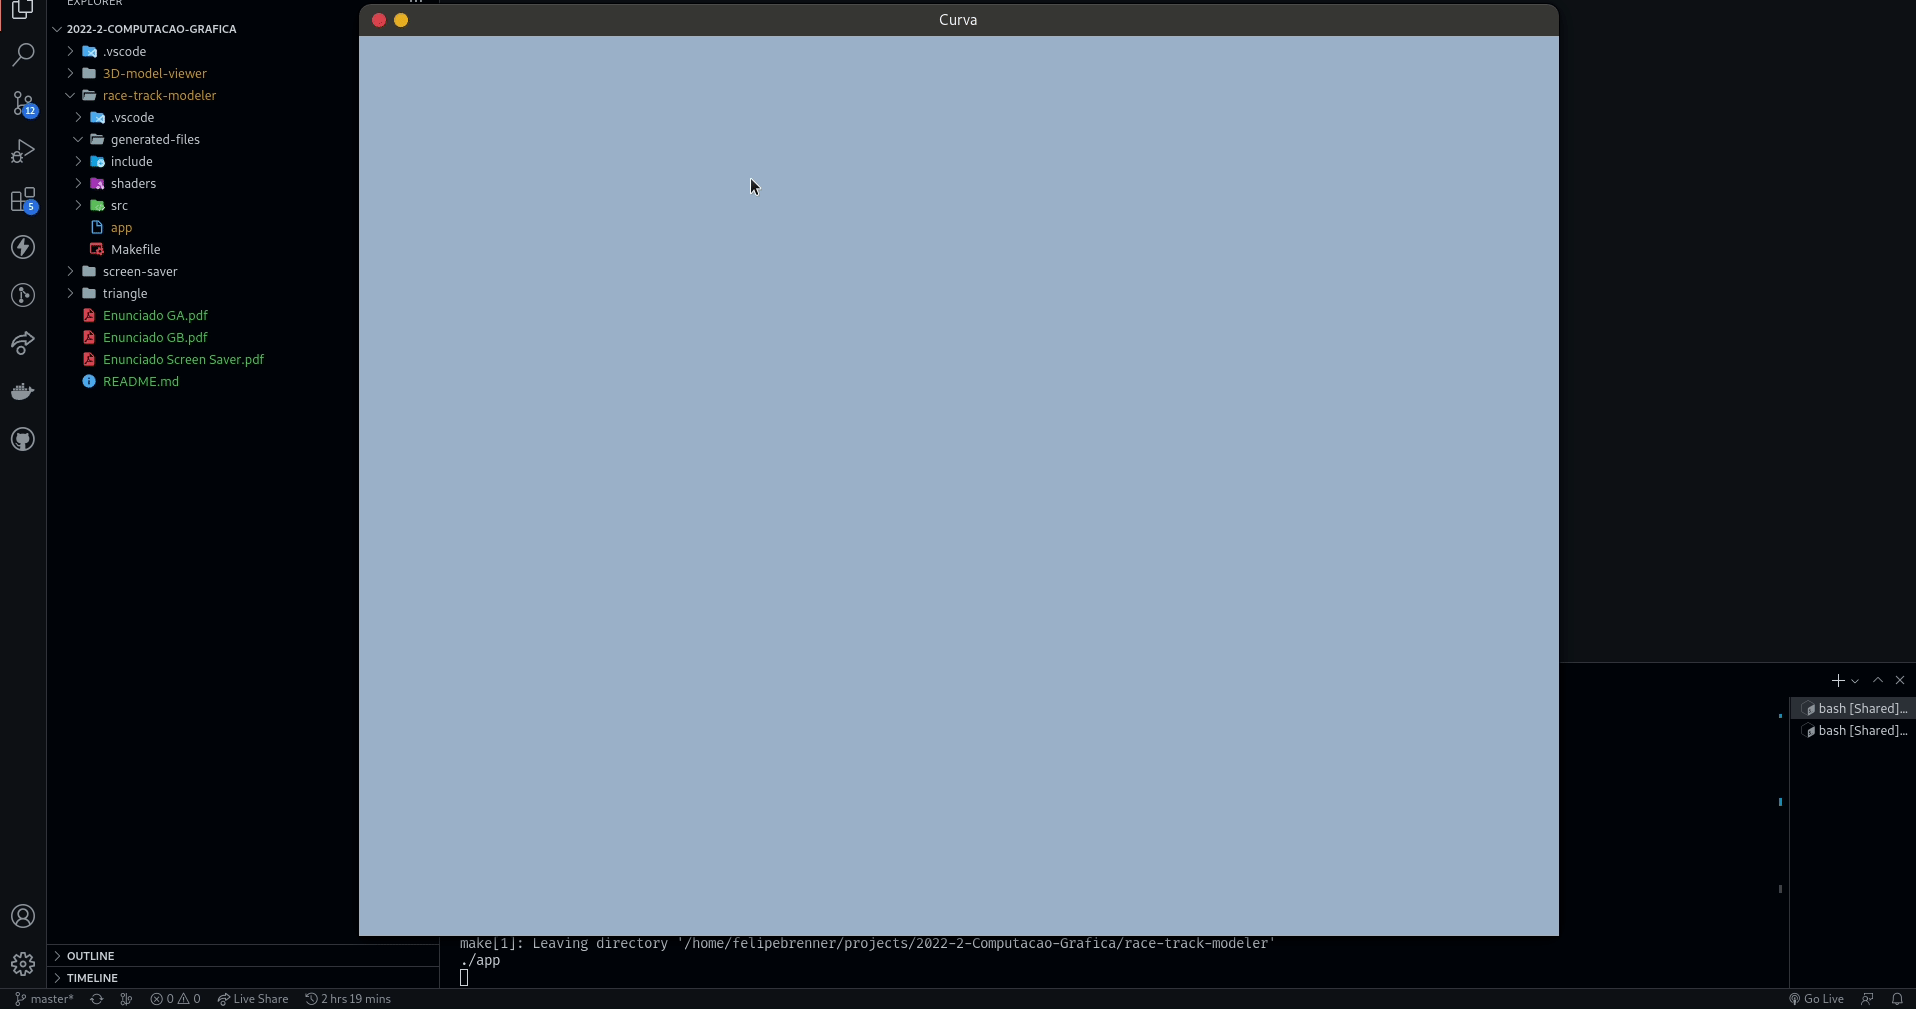 EXPLORER
2022-2-COMPUTACAO-GRAFICA
.vscode
3D-model-viewer
race-track-modeler
.vscode
generated-files
include
shaders
src
app
Makefile
screen-saver
triangle
Enunciado GA.pdf
Enunciado GB.pdf
Enunciado Screen Saver.pdf
README.md
12
5
Curva
bash [Shared]...
bash [Shared]...
make[1]: Leaving directory '/home/felipebrenner/projects/2022-2-Computacao-Grafica/race-track-modeler'
./app
OUTLINE
TIMELINE
master* 0 0 Live Share 2 hrs 19 mins Go Live